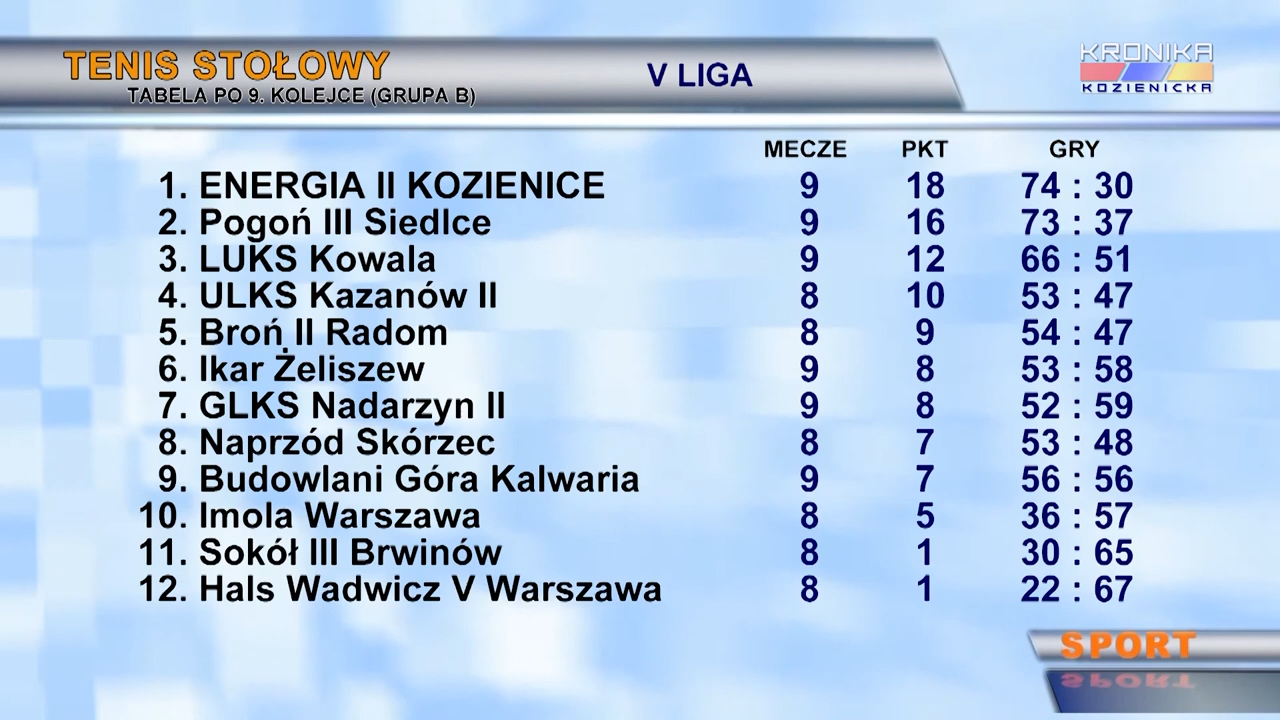 TENIS STOŁOWY
TABELA PO 9. KOLEJCE (GRUPA B)
V LIGA
KRONIKA
KOZIENICKA
MECZE PKT GRY
1. ENERGIA II KOZIENICE 9 18 74 : 30
2. Pogoń III Siedlce 9 16 73 : 37
3. LUKS Kowala 9 12 66 : 51
4. ULKS Kazanów II 8 10 53 : 47
5. Broń II Radom 8 9 54 : 47
6. Ikar Żeliszew 9 8 53 : 58
7. GLKS Nadarzyn II 9 8 52 : 59
8. Naprzód Skórzec 8 7 53 : 48
9. Budowlani Góra Kalwaria 9 7 56 : 56
10. Imola Warszawa 8 5 36 : 57
11. Sokół III Brwinów 8 1 30 : 65
12. Hals Wadwicz V Warszawa 8 1 22 : 67
SPORT